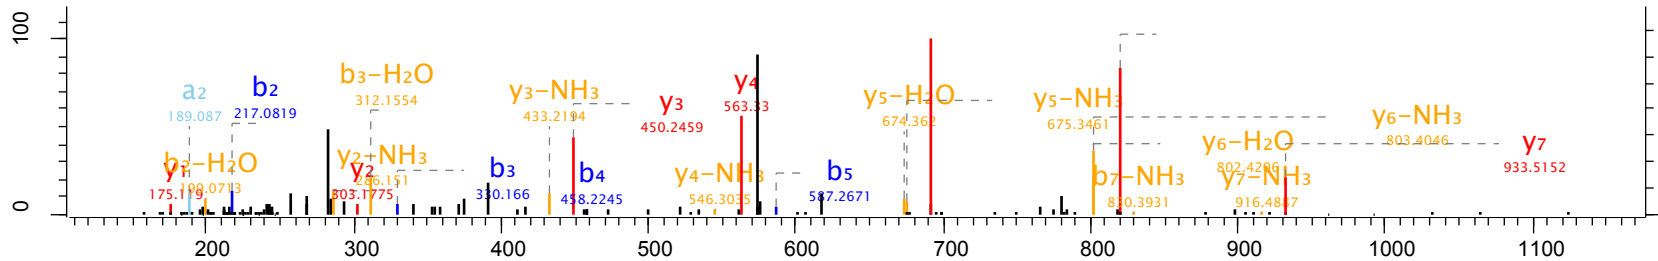 100
0
a2
189.087
b2
217.0819
b3-H2O
312.1554
b2-H2O
199.0713
y1
175.119
y2-NH3
286.151
y2
303.1775
b3
330.166
y3-NH3
433.2194
b4
458.2245
y3
450.2459
y4
563.33
y4-NH3
546.3035
b5
587.2671
y5-H2O
674.362
y5-NH3
675.3461
b7-NH3
830.3931
y6-H2O
802.4296
y7-NH3
916.4887
y6-NH3
803.4046
y7
933.5152
200 300 400 500 600 700 800 900 1000 1100